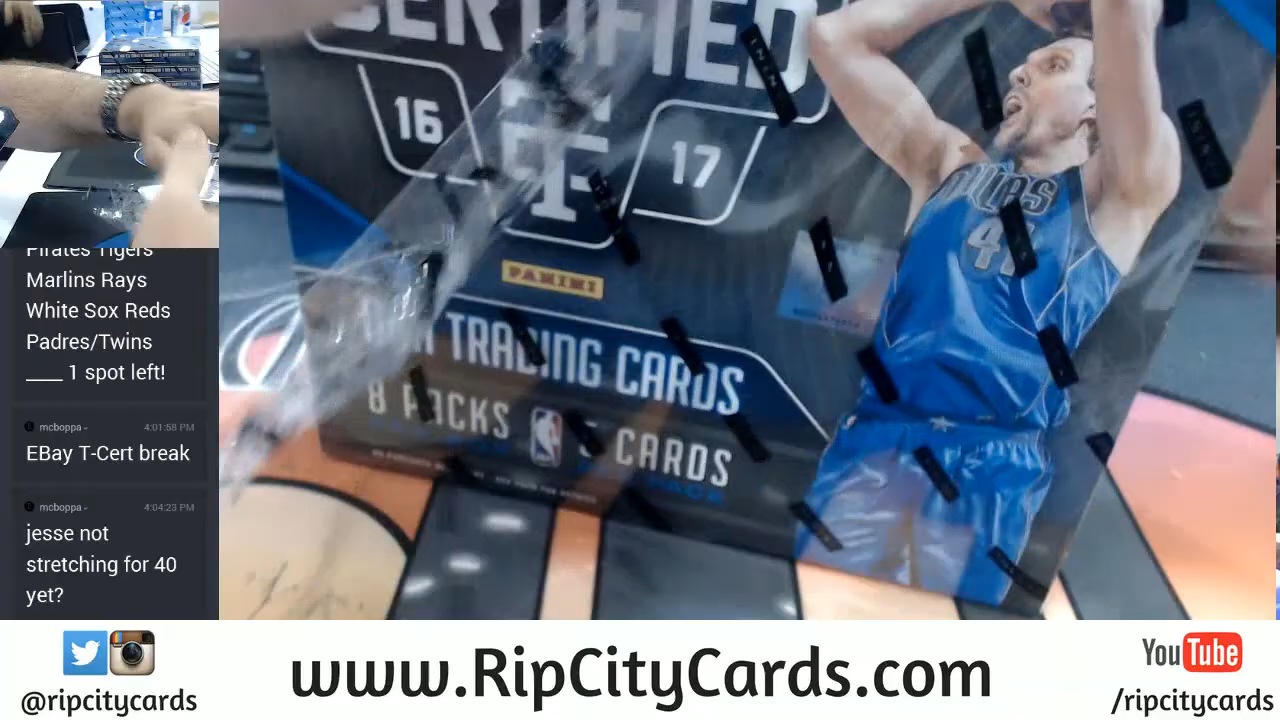 CERTIFIED
16
17
PANINI
TRADING CARDS
8 PACKS
CARDS
41
Pirates Tigers
Marlins Rays
White Sox Reds
Padres/Twins
____ 1 spot left!
mcboppa
4:01:58 PM
EBay T-Cert break
mcboppa
4:04:23 PM
jesse not
stretching for 40
yet?
@ripcitycards
www.RipCityCards.com
YouTube
/ripcitycards